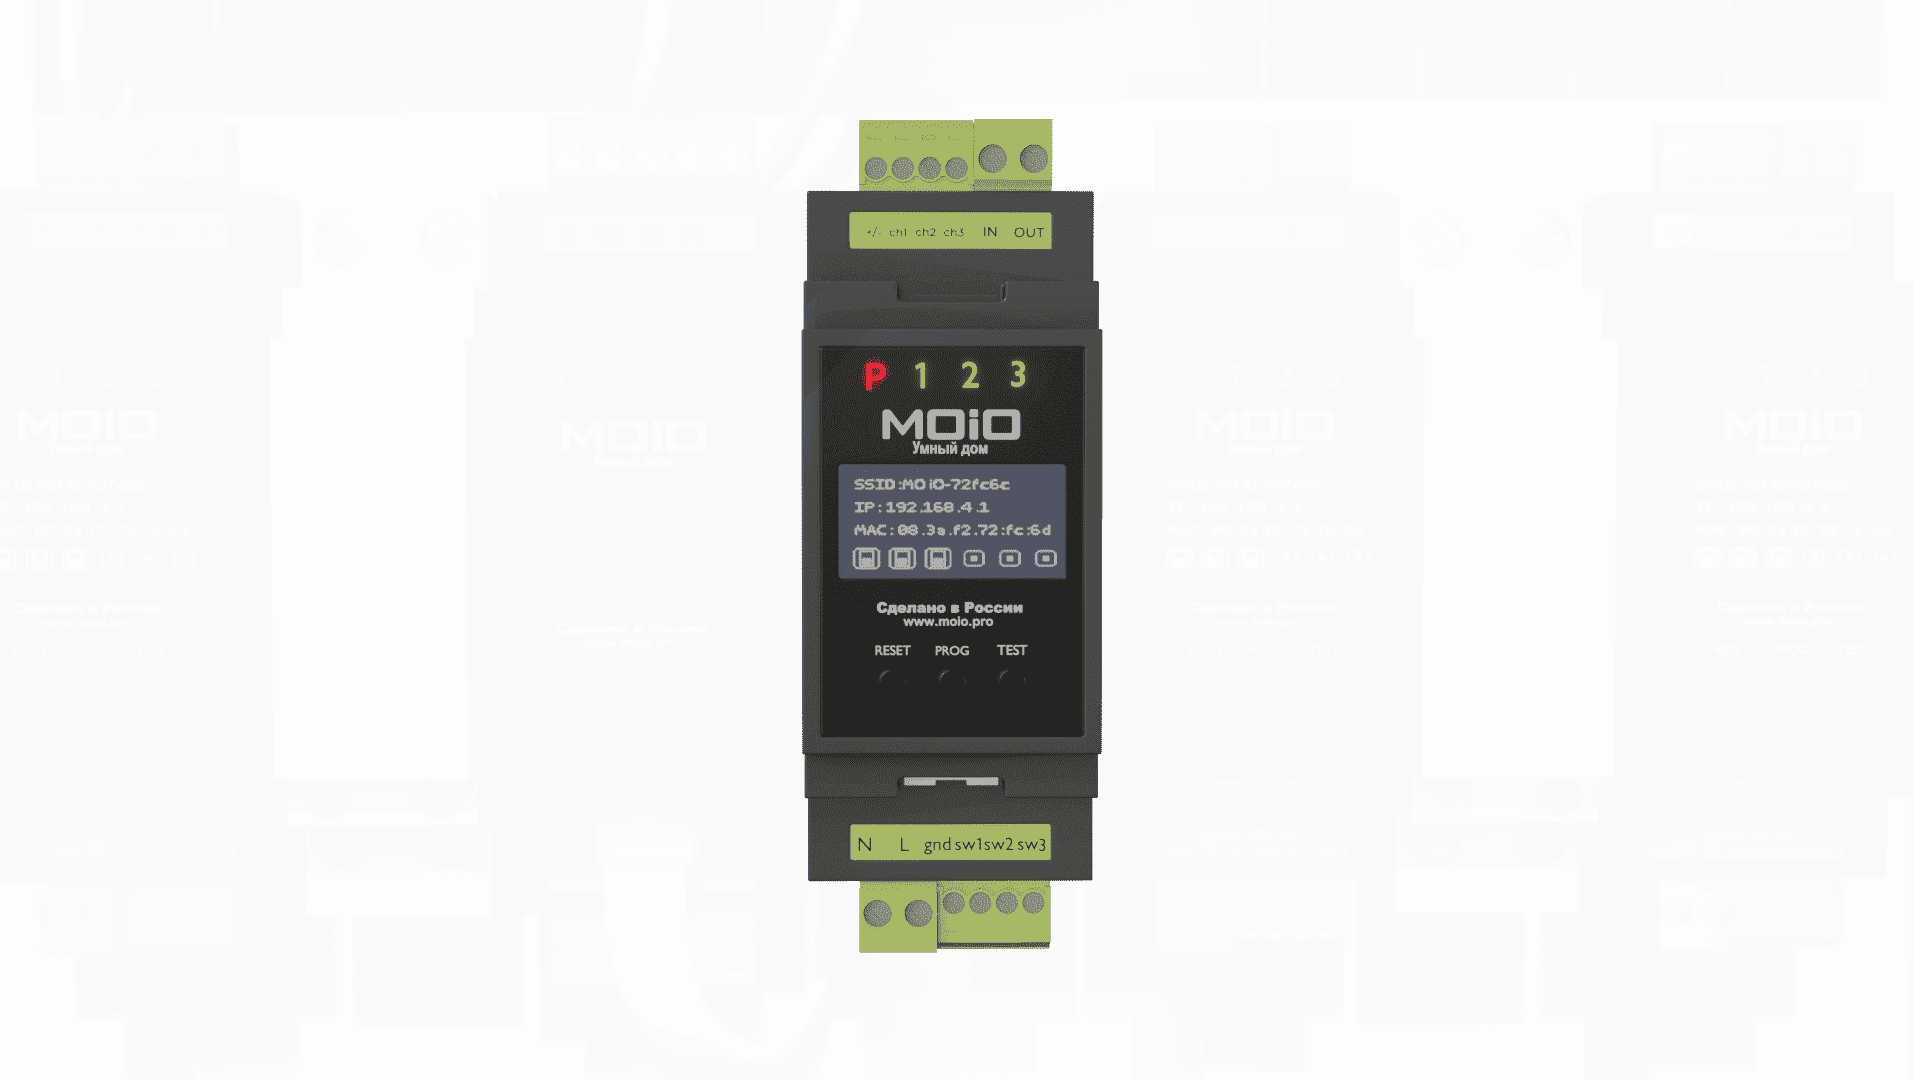 +/- ch1 ch2 ch3 IN OUT
P 1 2 3
MOiO
Умный дом
SSID:MOiO-72fc6c
IP:192.168.4.1
MAC:08.3a.f2.72:fc:6d
Сделано в России
www.moio.pro
RESET PROG TEST
N L gnd sw1 sw2 sw3